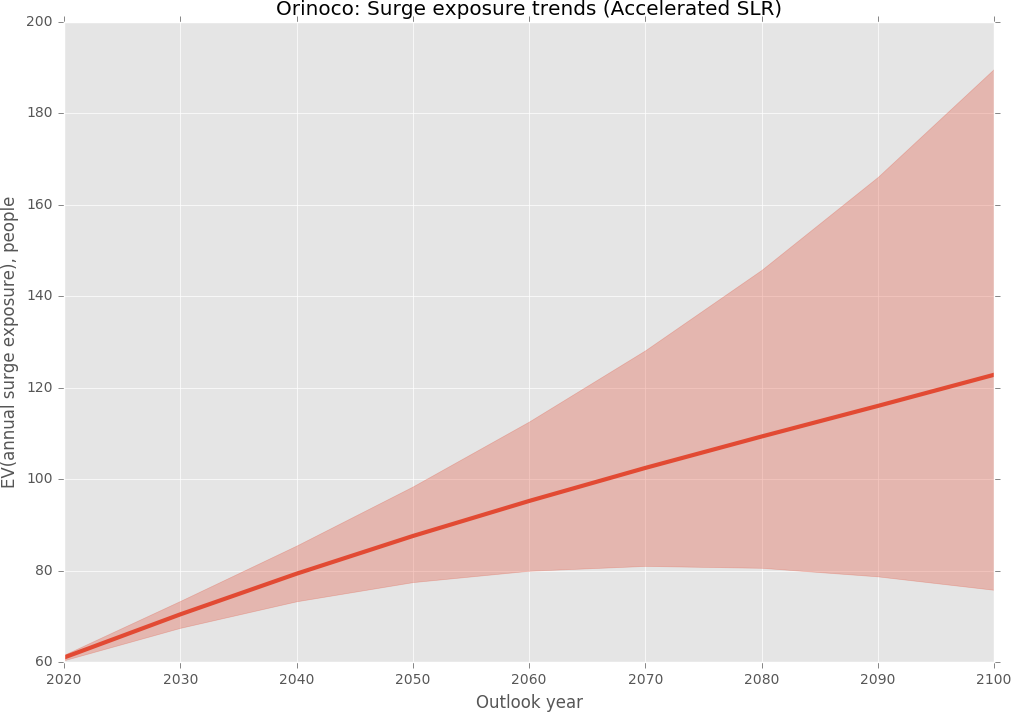 Orinoco: Surge exposure trends (Accelerated SLR)
EV(annual surge exposure), people
200
180
160
140
120
100
80
60
2020 2030 2040 2050 2060 2070 2080 2090 2100
Outlook year